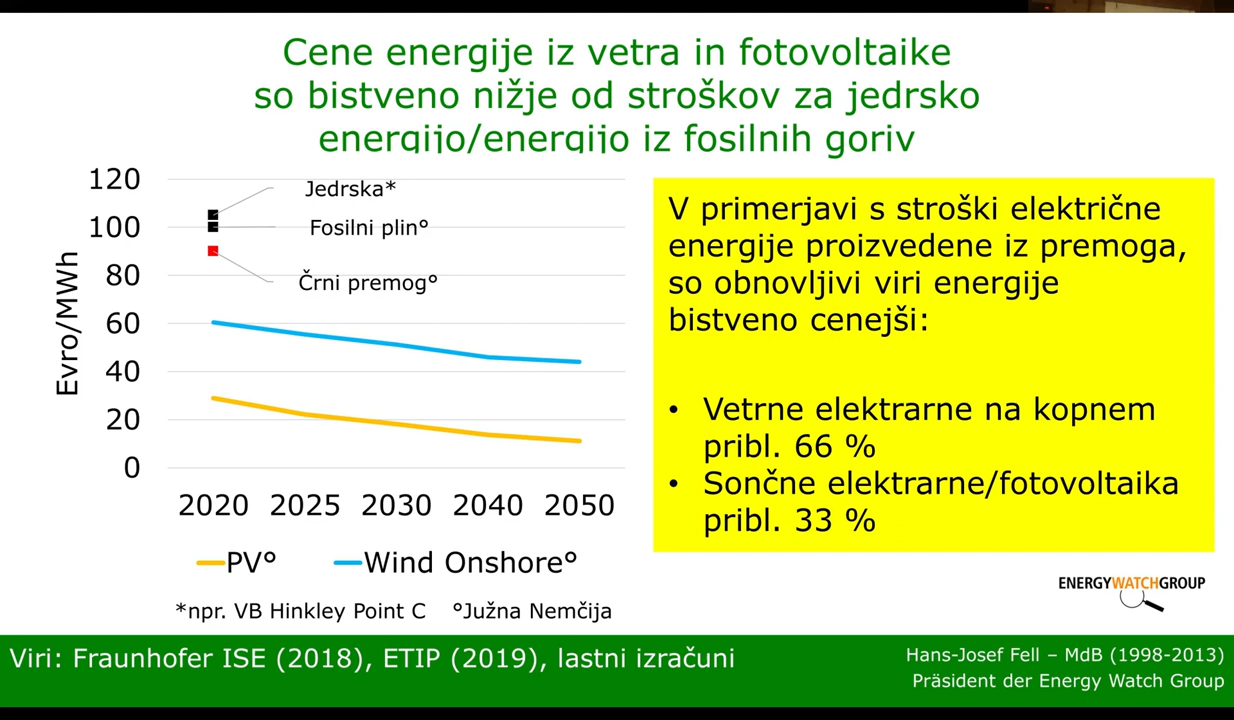 Cene energije iz vetra in fotovoltaike
so bistveno nižje od stroškov za jedrsko
energijo/energijo iz fosilnih goriv
120
100
80
60
40
20
0
Evro/MWh
Jedrska*
Fosilni plin°
Črni premog°
2020 2025 2030 2040 2050
PV° Wind Onshore°
*npr. VB Hinkley Point C °Južna Nemčija
V primerjavi s stroški električne
energije proizvedene iz premoga,
so obnovljivi viri energije
bistveno cenejši:
• Vetrne elektrarne na kopnem
pribl. 66 %
• Sončne elektrarne/fotovoltaika
pribl. 33 %
ENERGYWATCHGROUP
Viri: Fraunhofer ISE (2018), ETIP (2019), lastni izračuni
Hans-Josef Fell – MdB (1998-2013)
Präsident der Energy Watch Group